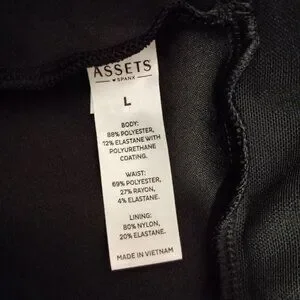 ASSETS
♥ SPANX
L
BODY:
88% POLYESTER,
12% ELASTANE WITH
POLYURETHANE
COATING.
WAIST:
69% POLYESTER,
27% RAYON,
4% ELASTANE.
LINING:
80% NYLON,
20% ELASTANE.
MADE IN VIETNAM